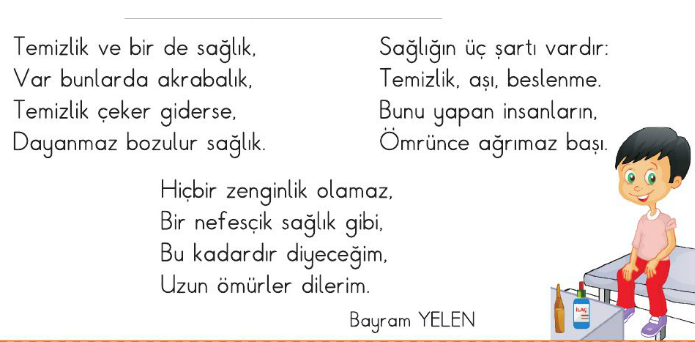 Temizlik ve bir de sağlık,
Var bunlarda akrabalık,
Temizlik çeker giderse,
Dayanmaz bozulur sağlık.
Sağlığın üç şartı vardır:
Temizlik, aşı, beslenme.
Bunu yapan insanların,
Ömrünce ağrımaz başı.
Hiçbir zenginlik olamaz,
Bir nefesçik sağlık gibi,
Bu kadardır diyeceğim,
Uzun ömürler dilerim.
Bayram YELEN
İLAÇ